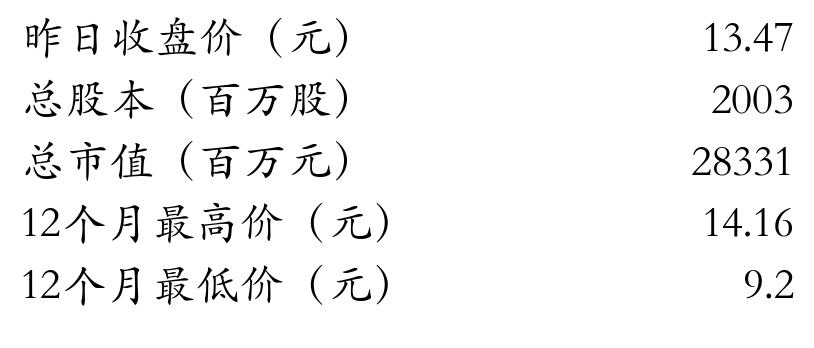 昨日收盘价（元） 13.47
总股本（百万股） 2003
总市值（百万元） 28331
12个月最高价（元） 14.16
12个月最低价（元） 9.2